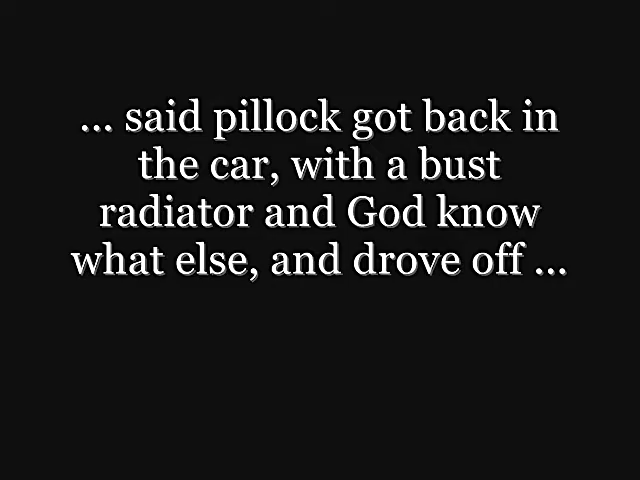 ... said pillock got back in
the car, with a bust
radiator and God know
what else, and drove off ...